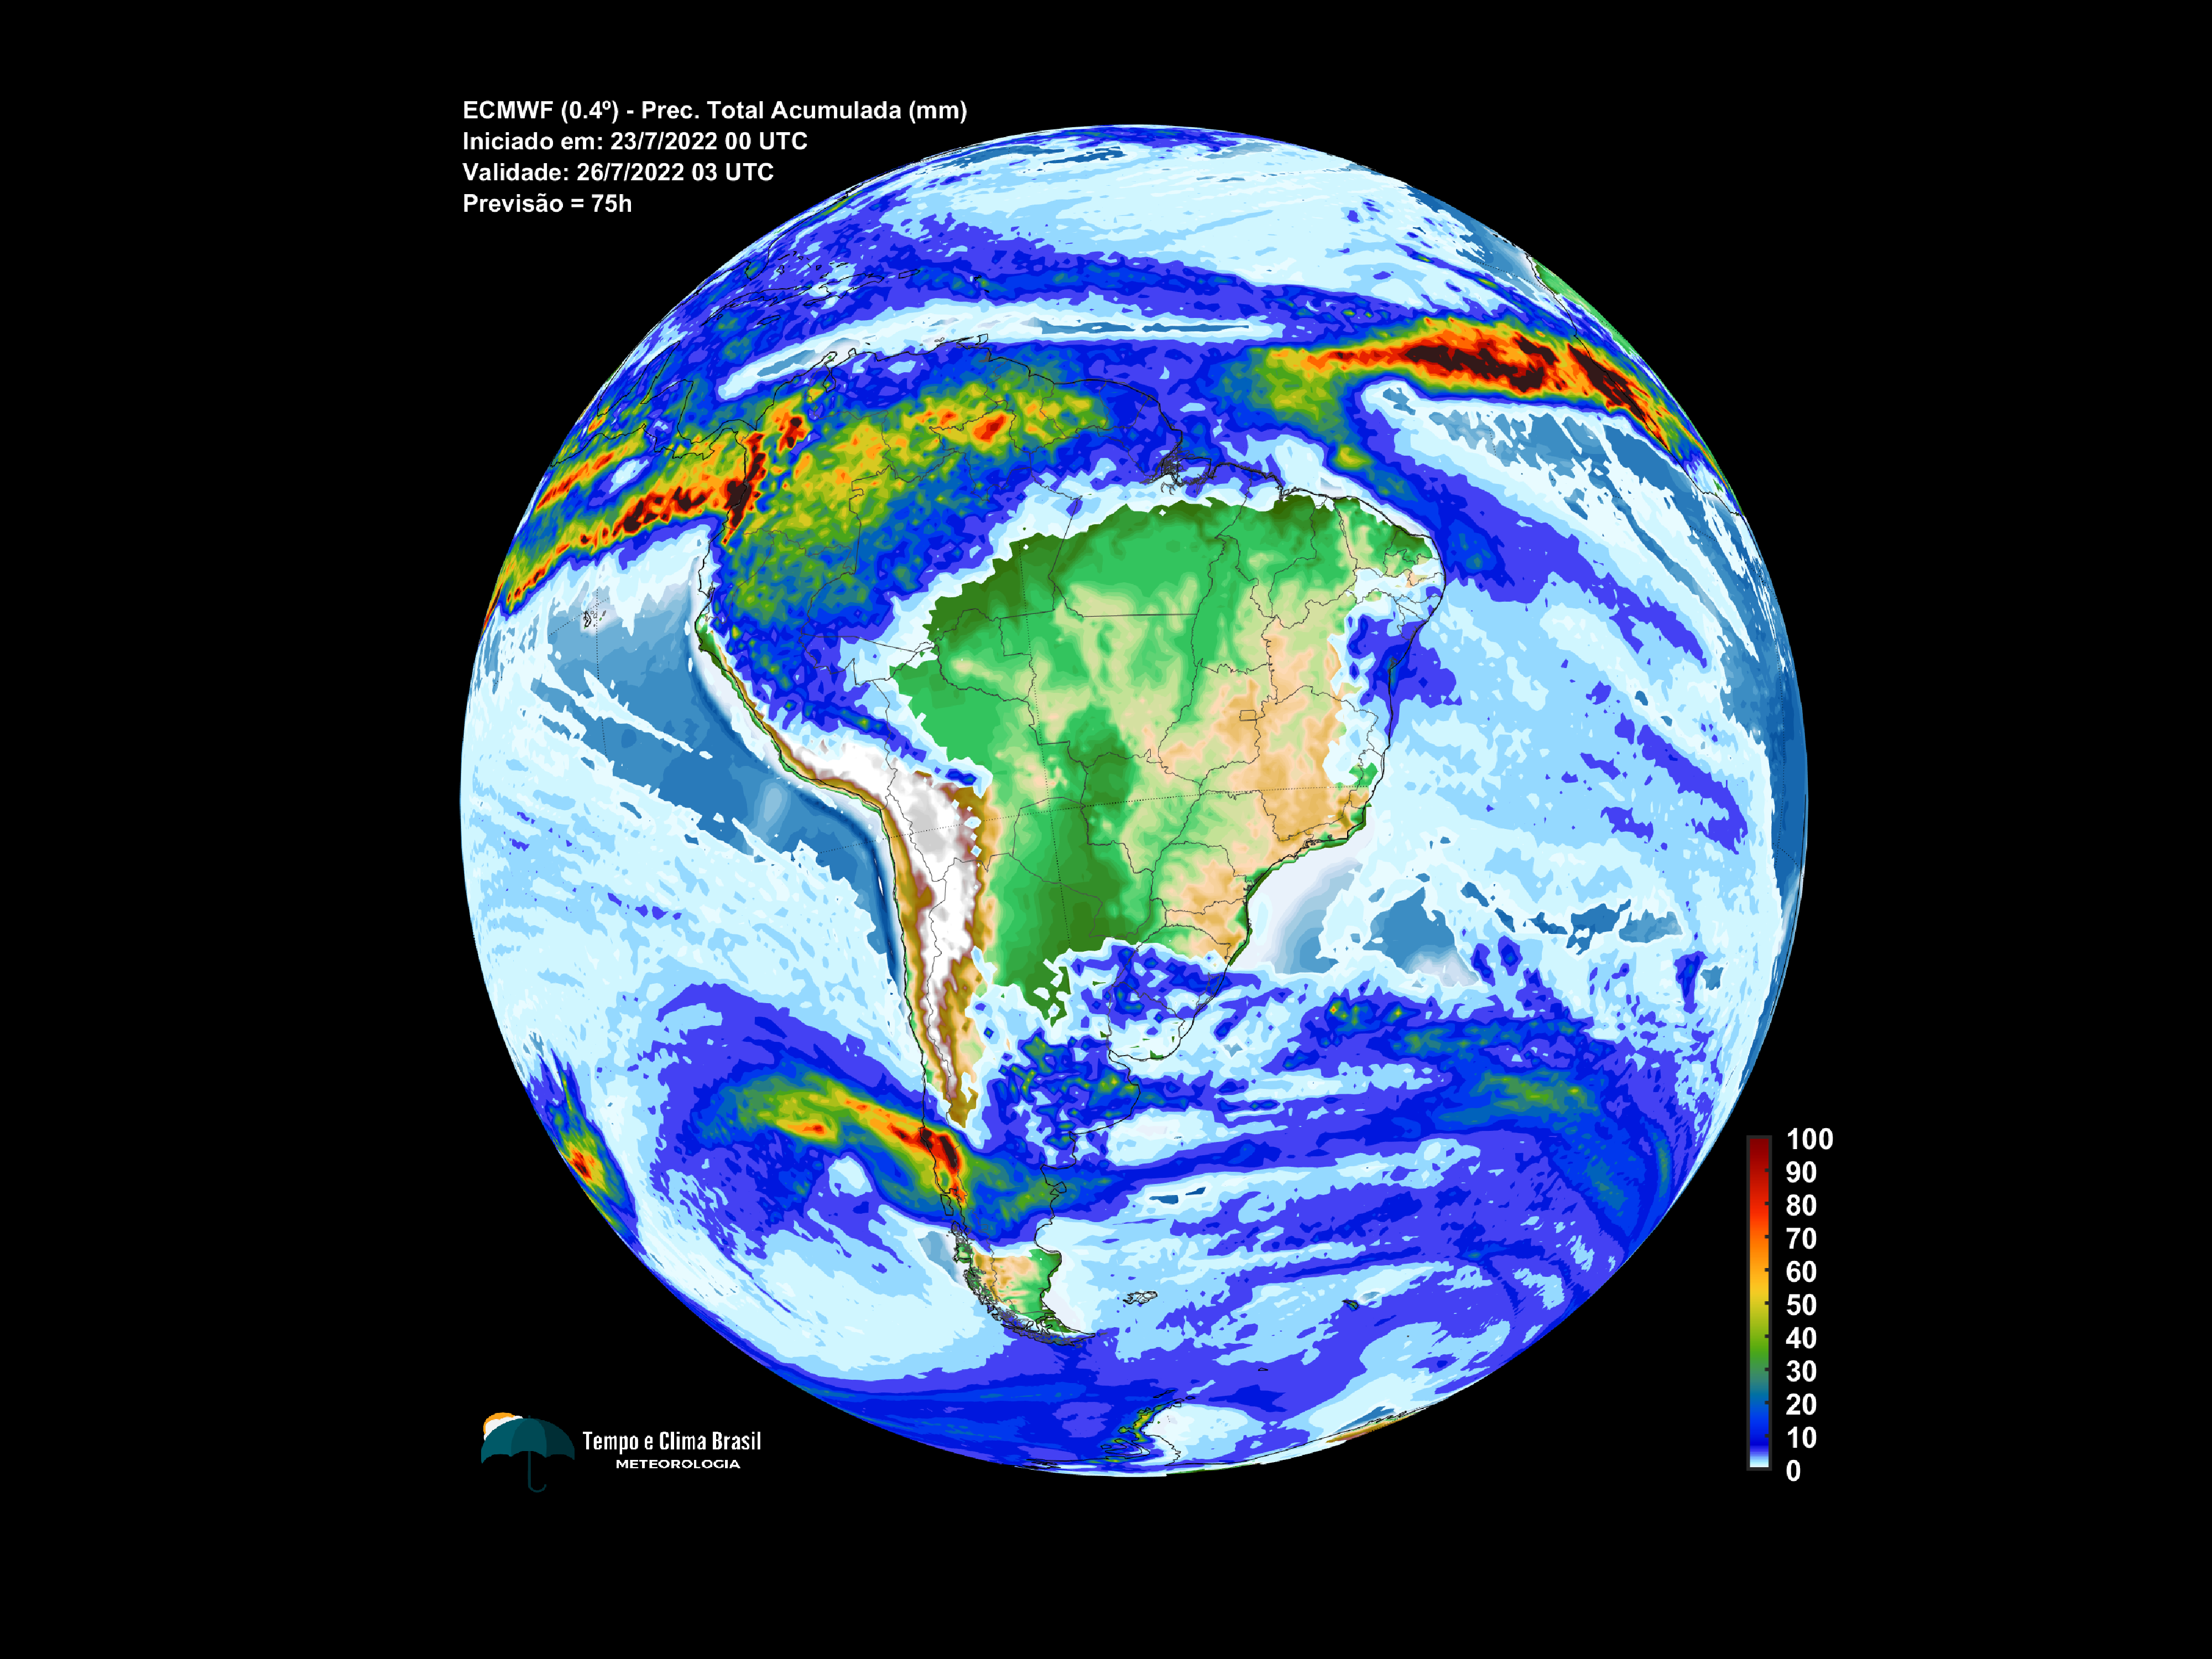 ECMWF (0.4º) - Prec. Total Acumulada (mm)
Iniciado em: 23/7/2022 00 UTC
Validade: 26/7/2022 03 UTC
Previsão = 75h
100
90
80
70
60
50
40
30
20
10
0
Tempo e Clima Brasil
METEOROLOGIA